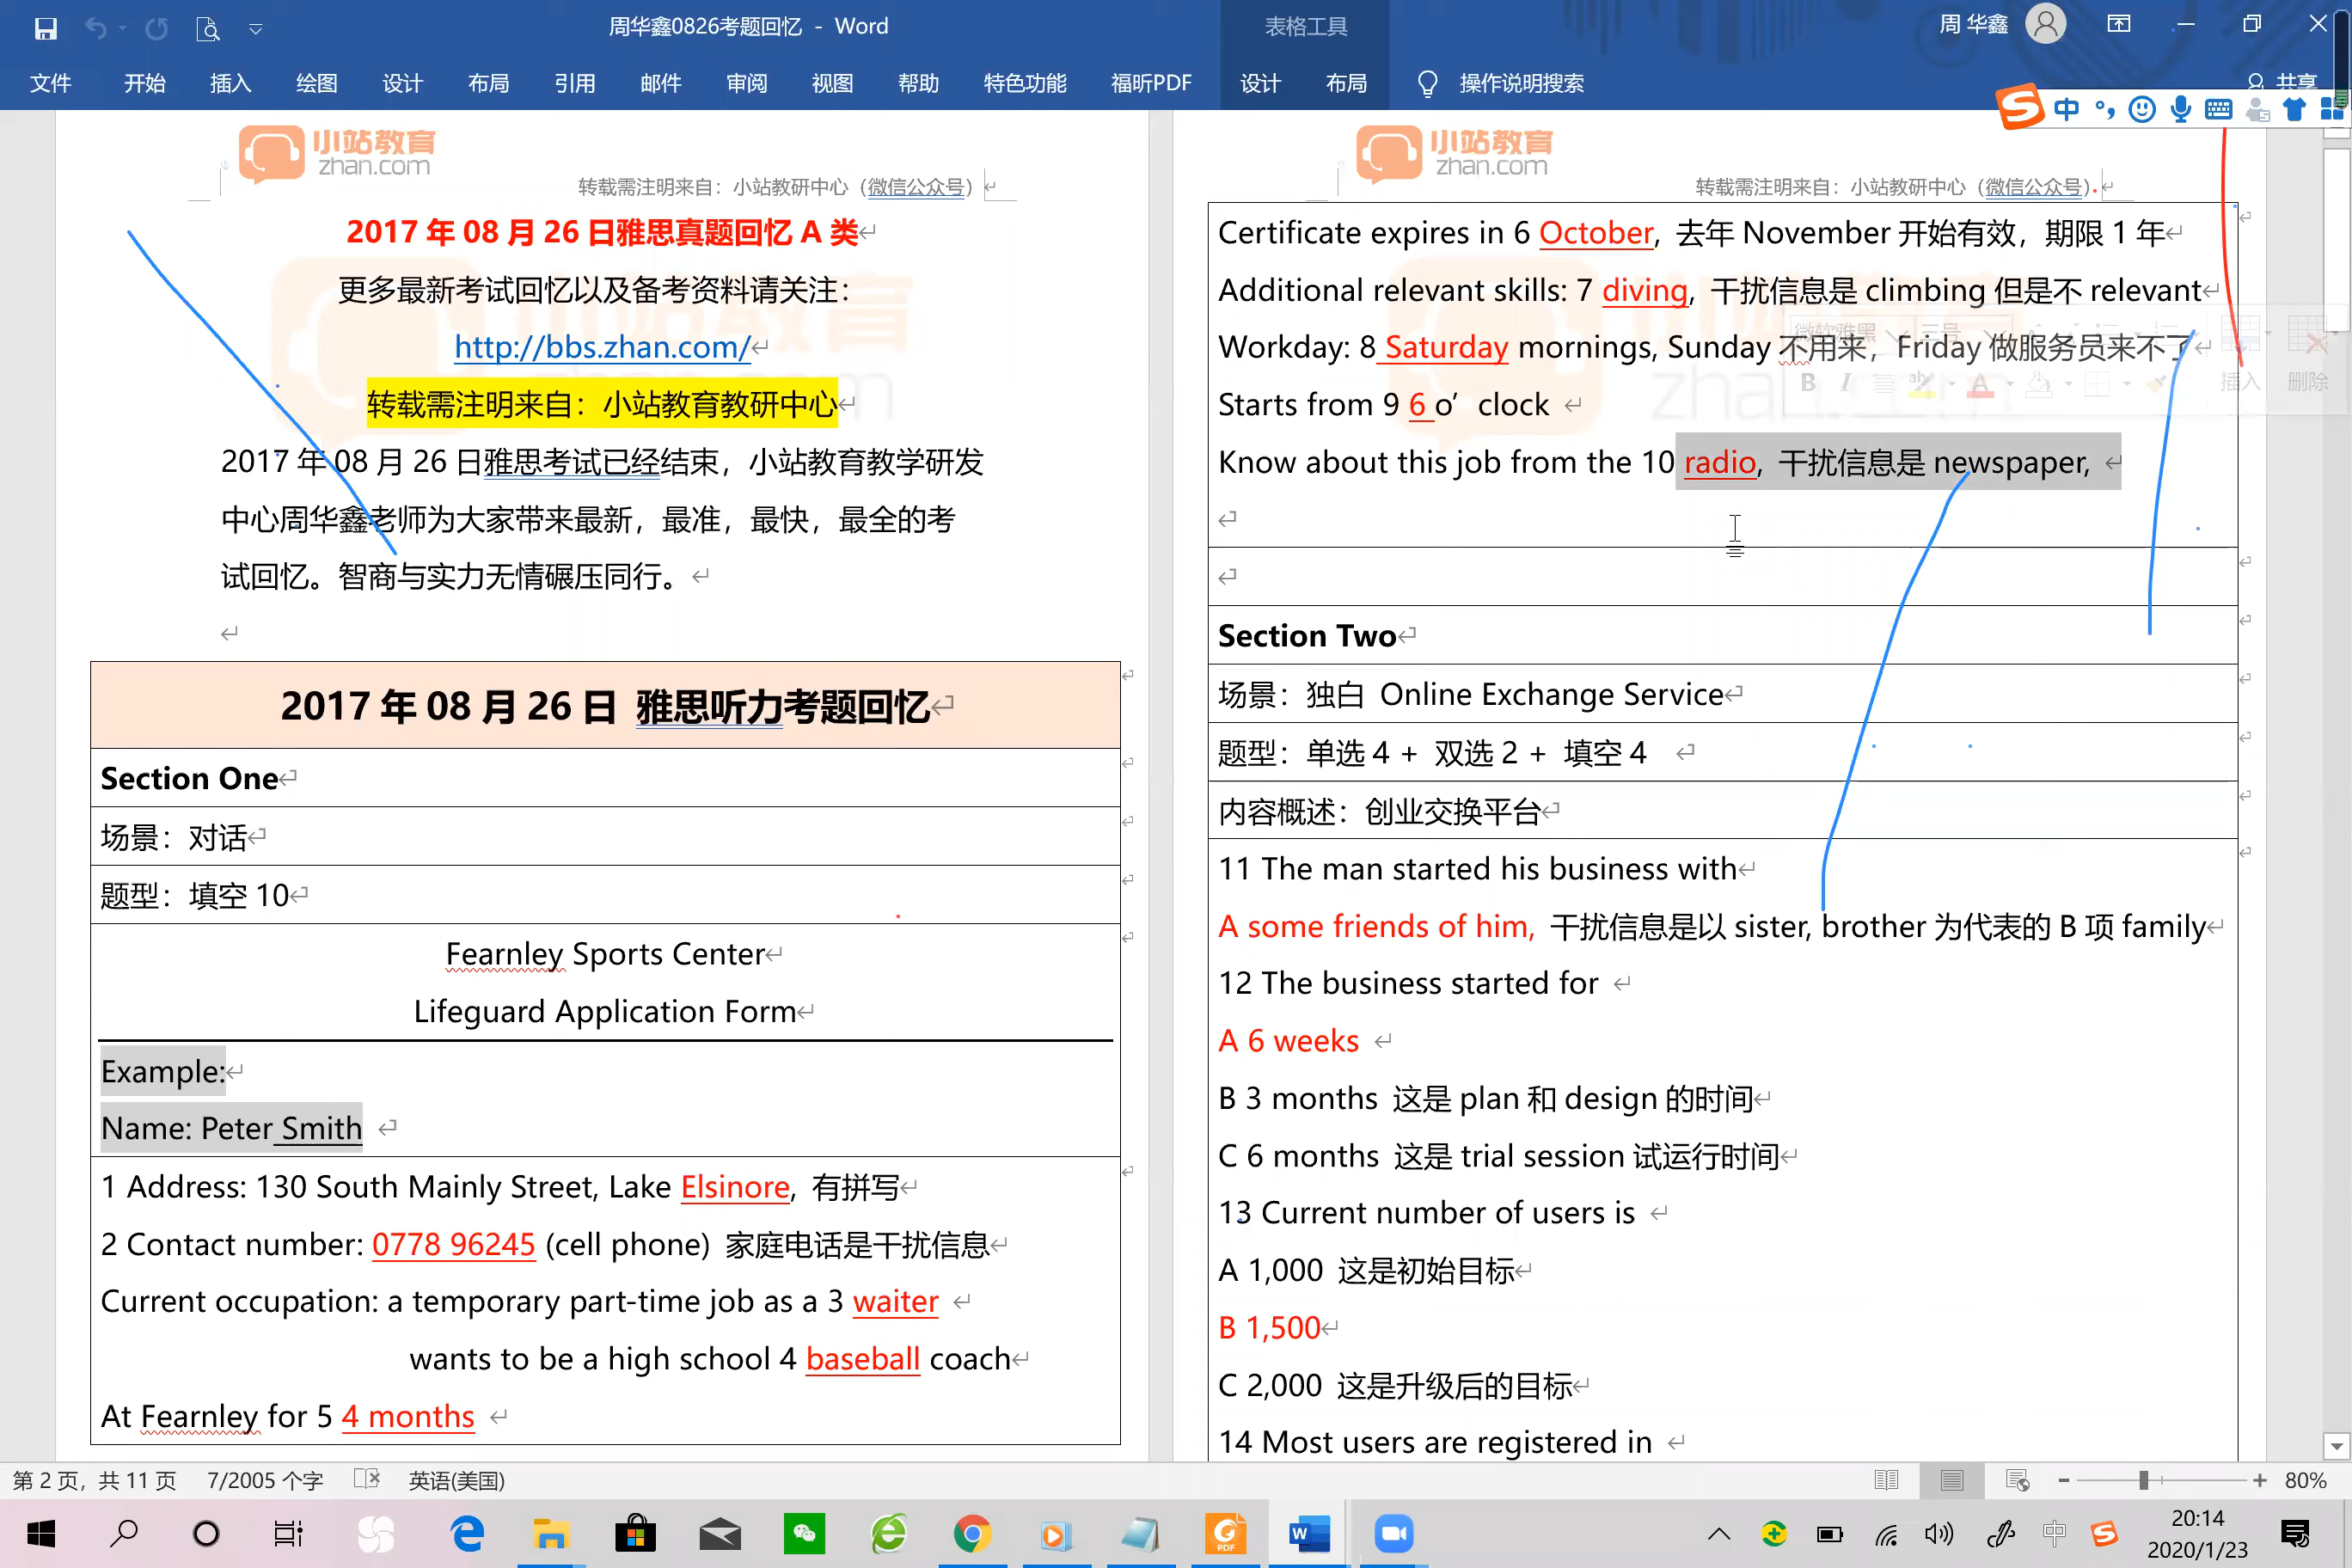 周华鑫0826考题回忆 - Word
表格工具
周 华鑫
文件 开始 插入 绘图 设计 布局 引用 邮件 审阅 视图 帮助 特色功能 福昕PDF 设计 布局 操作说明搜索 共享
中
小站教育
zhan.com
转载需注明来自：小站教研中心（微信公众号）
2017 年 08 月 26 日雅思真题回忆 A 类
更多最新考试回忆以及备考资料请关注：
http://bbs.zhan.com/
转载需注明来自：小站教育教研中心
2017 年 08 月 26 日雅思考试已经结束，小站教育教学研发
中心周华鑫老师为大家带来最新，最准，最快，最全的考
试回忆。智商与实力无情碾压同行。
2017 年 08 月 26 日 雅思听力考题回忆
Section One
场景：对话
题型：填空 10
Fearnley Sports Center
Lifeguard Application Form
Example:
Name: Peter Smith
1 Address: 130 South Mainly Street, Lake Elsinore, 有拼写
2 Contact number: 0778 96245 (cell phone) 家庭电话是干扰信息
Current occupation: a temporary part-time job as a 3 waiter
wants to be a high school 4 baseball coach
At Fearnley for 5 4 months
小站教育
zhan.com
转载需注明来自：小站教研中心（微信公众号）
Certificate expires in 6 October, 去年 November 开始有效，期限 1 年
Additional relevant skills: 7 diving, 干扰信息是 climbing 但是不 relevant
Workday: 8 Saturday mornings, Sunday 不用来，Friday 做服务员来不了
Starts from 9 6 o’ clock
Know about this job from the 10 radio, 干扰信息是 newspaper,
微软雅黑 三号
B I A 插入 删除
Section Two
场景：独白 Online Exchange Service
题型：单选 4 + 双选 2 + 填空 4
内容概述：创业交换平台
11 The man started his business with
A some friends of him, 干扰信息是以 sister, brother 为代表的 B 项 family
12 The business started for
A 6 weeks
B 3 months 这是 plan 和 design 的时间
C 6 months 这是 trial session 试运行时间
13 Current number of users is
A 1,000 这是初始目标
B 1,500
C 2,000 这是升级后的目标
14 Most users are registered in
第 2 页，共 11 页 7/2005 个字 英语(美国) 80%
中
20:14
2020/1/23